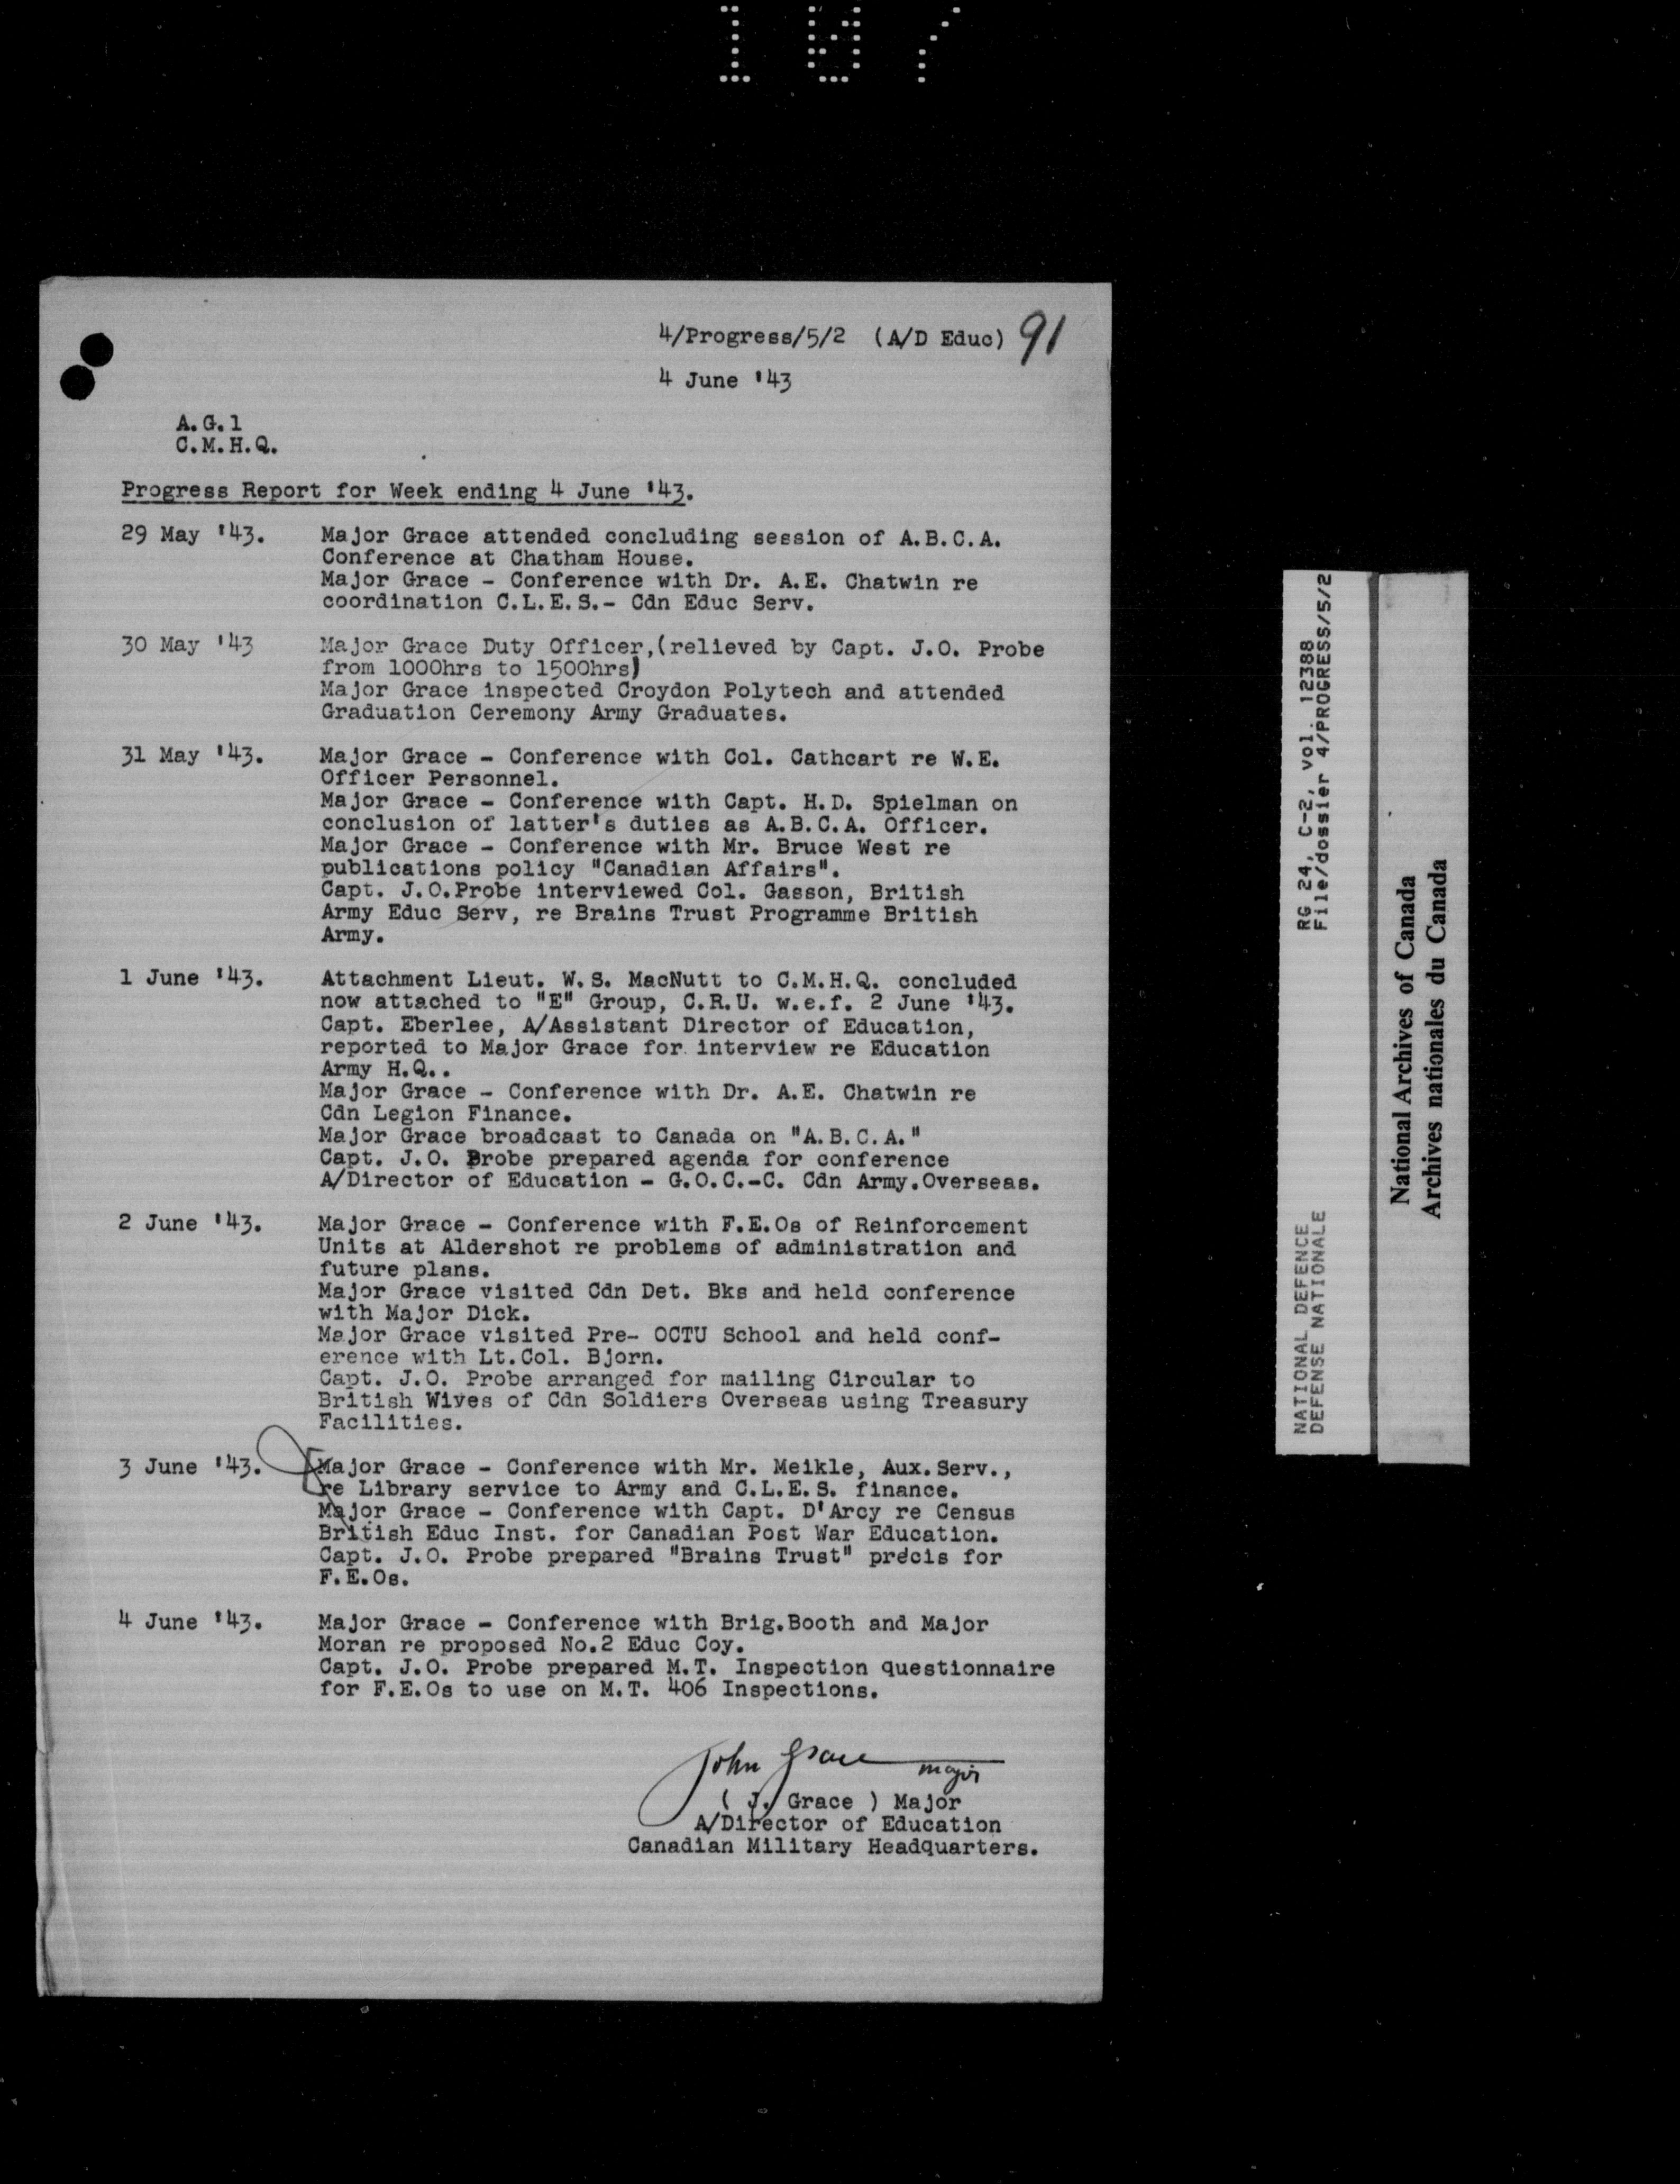 107
4/Progress/5/2 (A/D Educ) 91
4 June '43
A.G.1
C.M.H.Q.
Progress Report for Week ending 4 June '43.
29 May '43. Major Grace attended concluding session of A.B.C.A.
Conference at Chatham House.
Major Grace - Conference with Dr. A.E. Chatwin re
coordination C.L.E.S.- Cdn Educ Serv.
30 May '43 Major Grace Duty Officer,(relieved by Capt. J.O. Probe
from 1000hrs to 1500hrs)
Major Grace inspected Croydon Polytech and attended
Graduation Ceremony Army Graduates.
31 May '43. Major Grace - Conference with Col. Cathcart re W.E.
Officer Personnel.
Major Grace - Conference with Capt. H.D. Spielman on
conclusion of latter's duties as A.B.C.A. Officer.
Major Grace - Conference with Mr. Bruce West re
publications policy "Canadian Affairs".
Capt. J.O.Probe interviewed Col. Gasson, British
Army Educ Serv, re Brains Trust Programme British
Army.
1 June '43. Attachment Lieut. W.S. MacNutt to C.M.H.Q. concluded
now attached to "E" Group, C.R.U. w.e.f. 2 June '43.
Capt. Eberlee, A/Assistant Director of Education,
reported to Major Grace for interview re Education
Army H.Q..
Major Grace - Conference with Dr. A.E. Chatwin re
Cdn Legion Finance.
Major Grace broadcast to Canada on "A.B.C.A."
Capt. J.O. Probe prepared agenda for conference
A/Director of Education - G.O.C.-C. Cdn Army.Overseas.
2 June '43. Major Grace - Conference with F.E.Os of Reinforcement
Units at Aldershot re problems of administration and
future plans.
Major Grace visited Cdn Det. Bks and held conference
with Major Dick.
Major Grace visited Pre- OCTU School and held conf-
erence with Lt.Col. Bjorn.
Capt. J.O. Probe arranged for mailing Circular to
British Wives of Cdn Soldiers Overseas using Treasury
Facilities.
3 June '43. Major Grace - Conference with Mr. Meikle, Aux.Serv.,
re Library service to Army and C.L.E.S. finance.
Major Grace - Conference with Capt. D'Arcy re Census
British Educ Inst. for Canadian Post War Education.
Capt. J.O. Probe prepared "Brains Trust" précis for
F.E.Os.
4 June '43. Major Grace - Conference with Brig.Booth and Major
Moran re proposed No.2 Educ Coy.
Capt. J.O. Probe prepared M.T. Inspection questionnaire
for F.E.Os to use on M.T. 406 Inspections.
John Grace major
( J. Grace ) Major
A/Director of Education
Canadian Military Headquarters.
NATIONAL DEFENCE RG 24, C-2, vol. 12388
DEFENSE NATIONALE File/dossier 4/PROGRESS/5/2
National Archives of Canada
Archives nationales du Canada